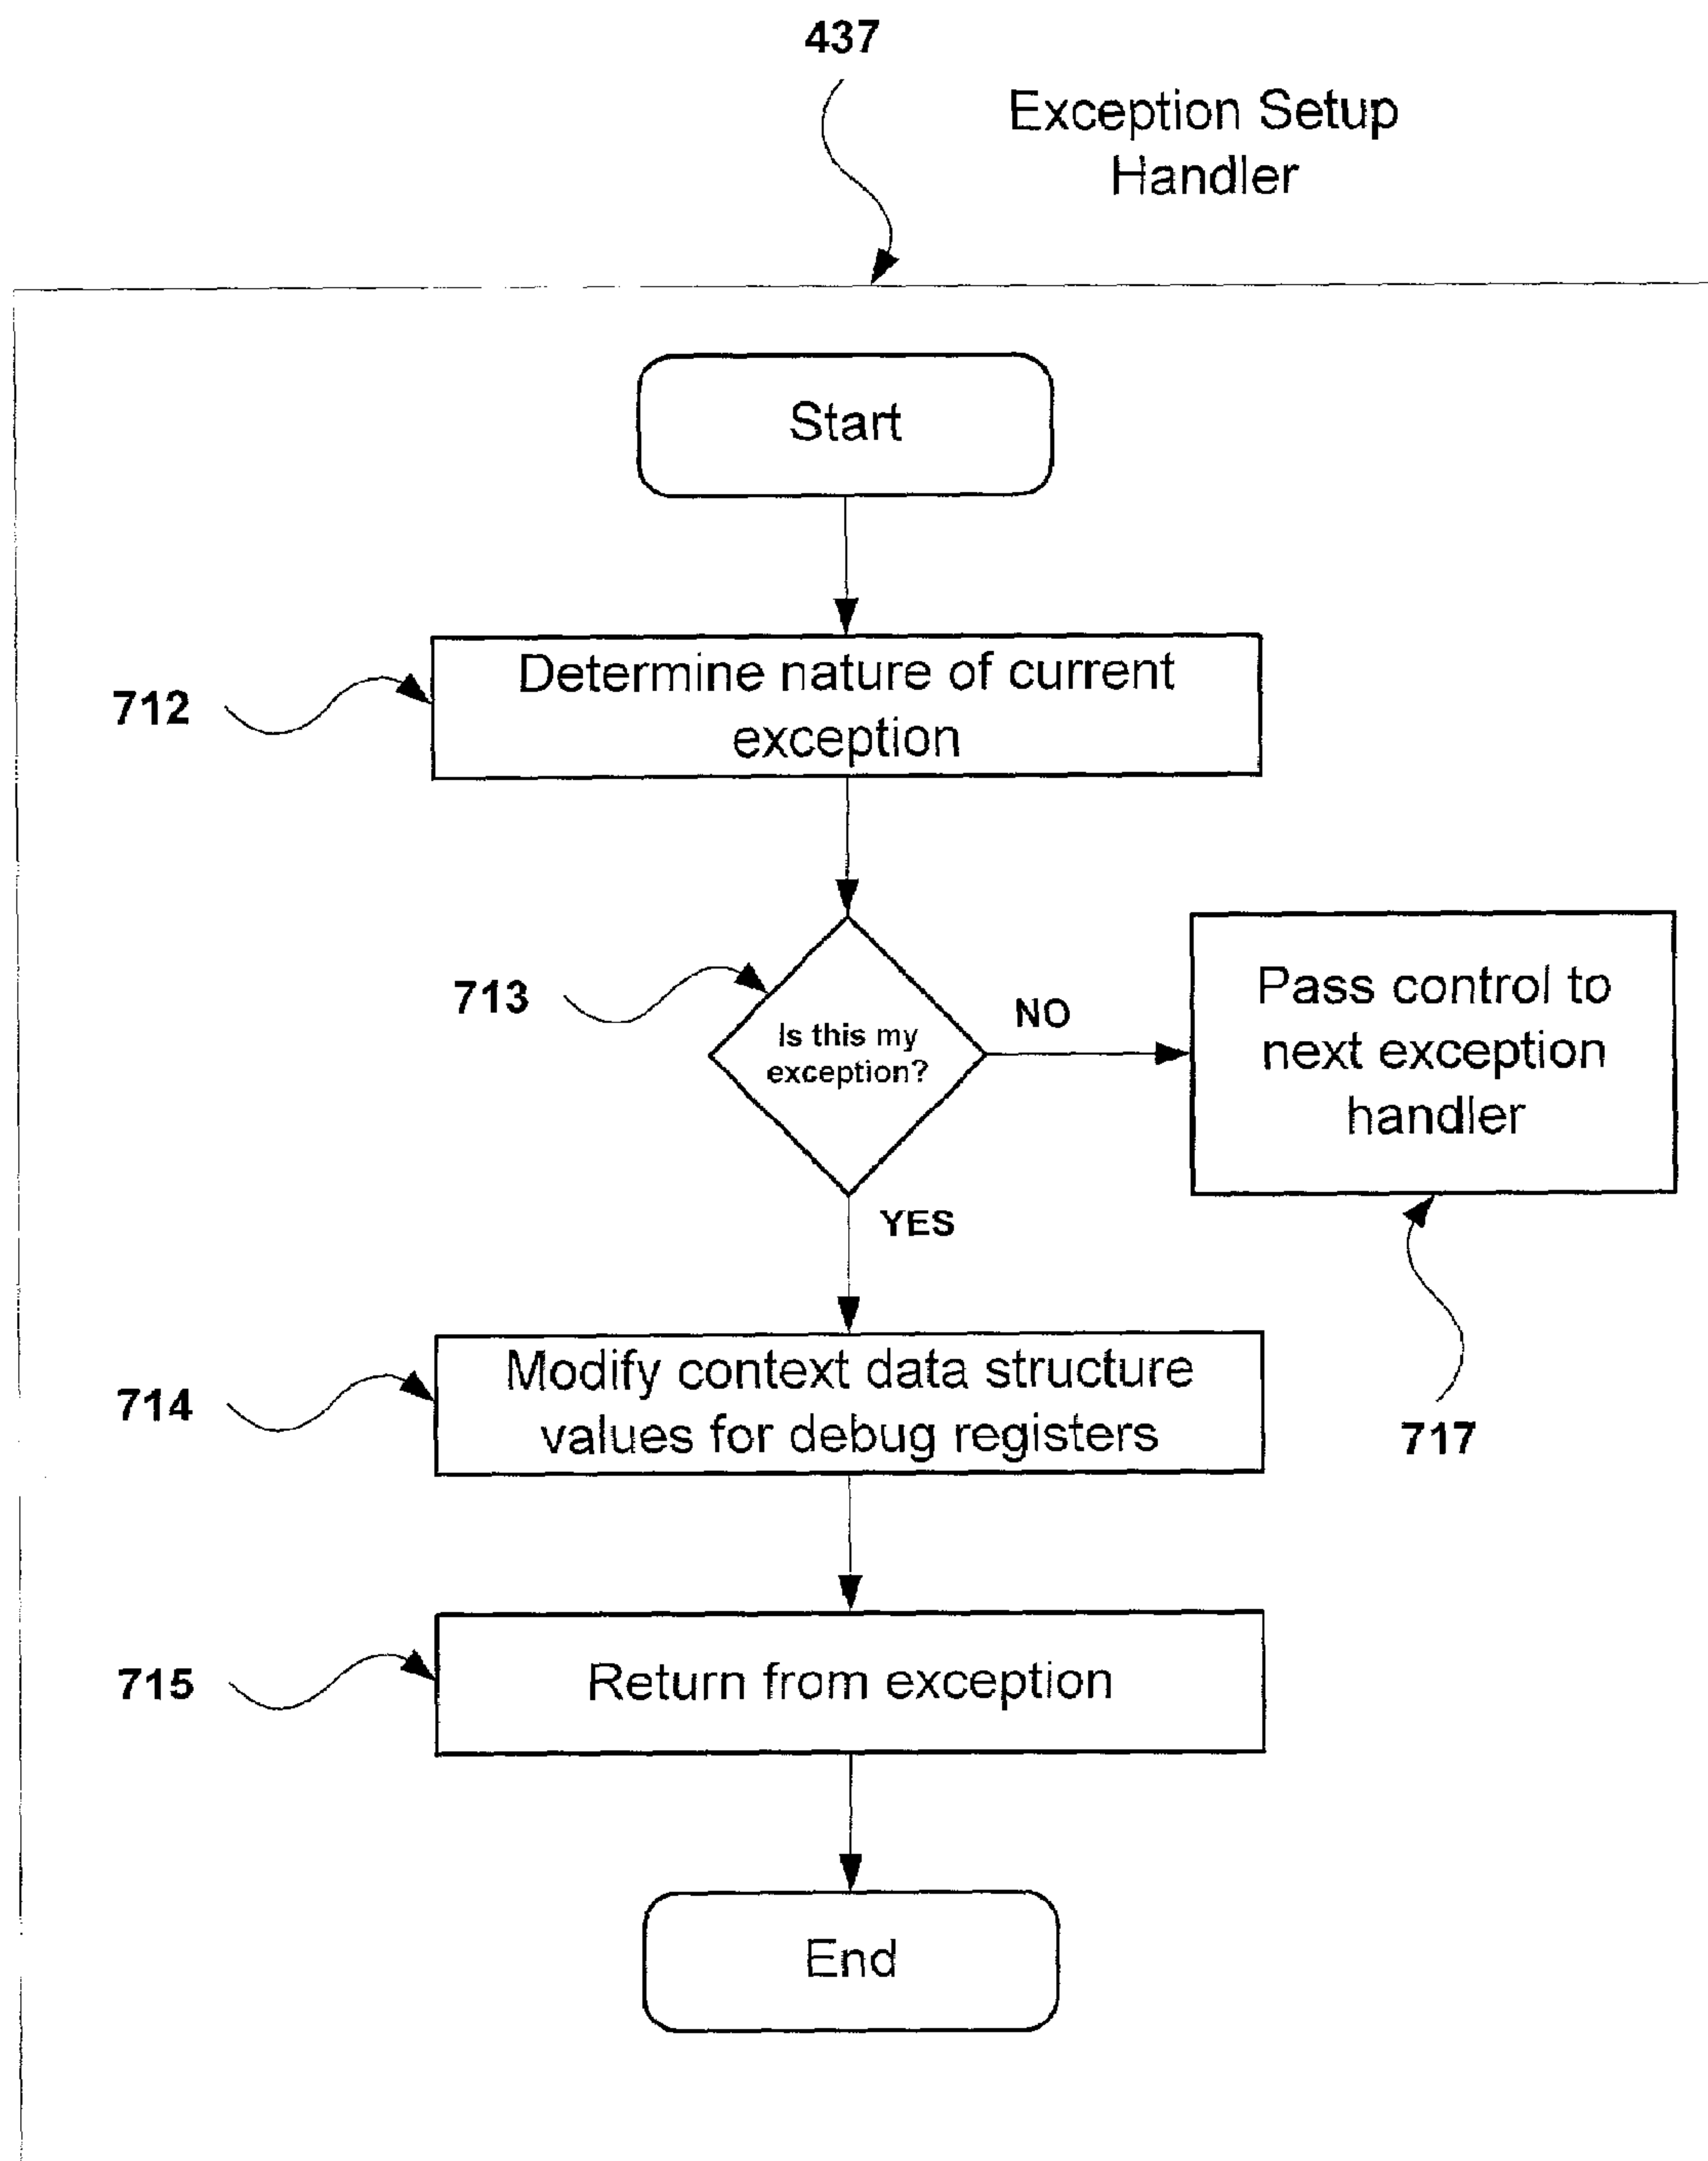 437
Exception Setup
Handler
Start
712
Determine nature of current
exception
713
Is this my
exception?
NO
Pass control to
next exception
handler
YES
717
714
Modify context data structure
values for debug registers
715
Return from exception
End